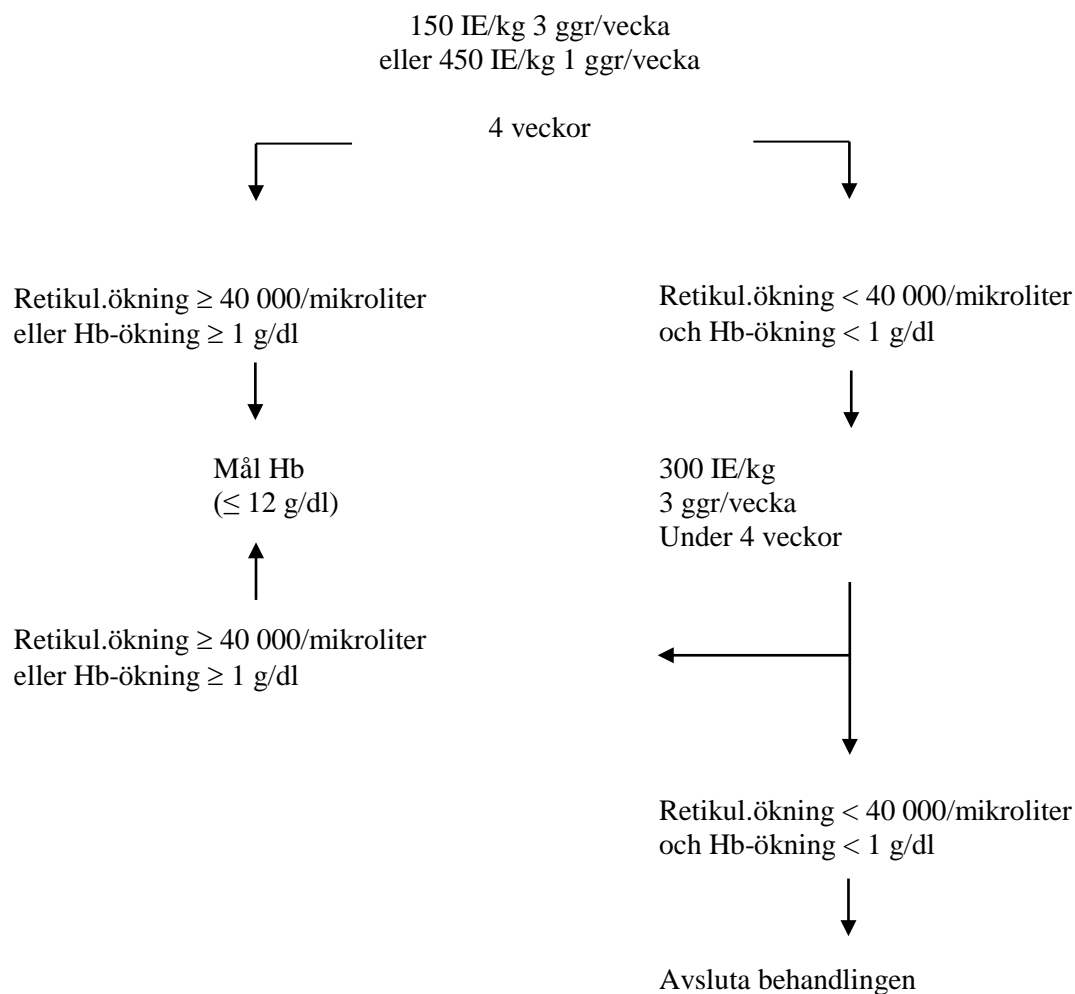 150 IE/kg 3 ggr/vecka
eller 450 IE/kg 1 ggr/vecka
4 veckor
Retikul.ökning ≥ 40 000/mikroliter
eller Hb-ökning ≥ 1 g/dl
Retikul.ökning < 40 000/mikroliter
och Hb-ökning < 1 g/dl
Mål Hb
(≤ 12 g/dl)
300 IE/kg
3 ggr/vecka
Under 4 veckor
Retikul.ökning ≥ 40 000/mikroliter
eller Hb-ökning ≥ 1 g/dl
Retikul.ökning < 40 000/mikroliter
och Hb-ökning < 1 g/dl
Avsluta behandlingen